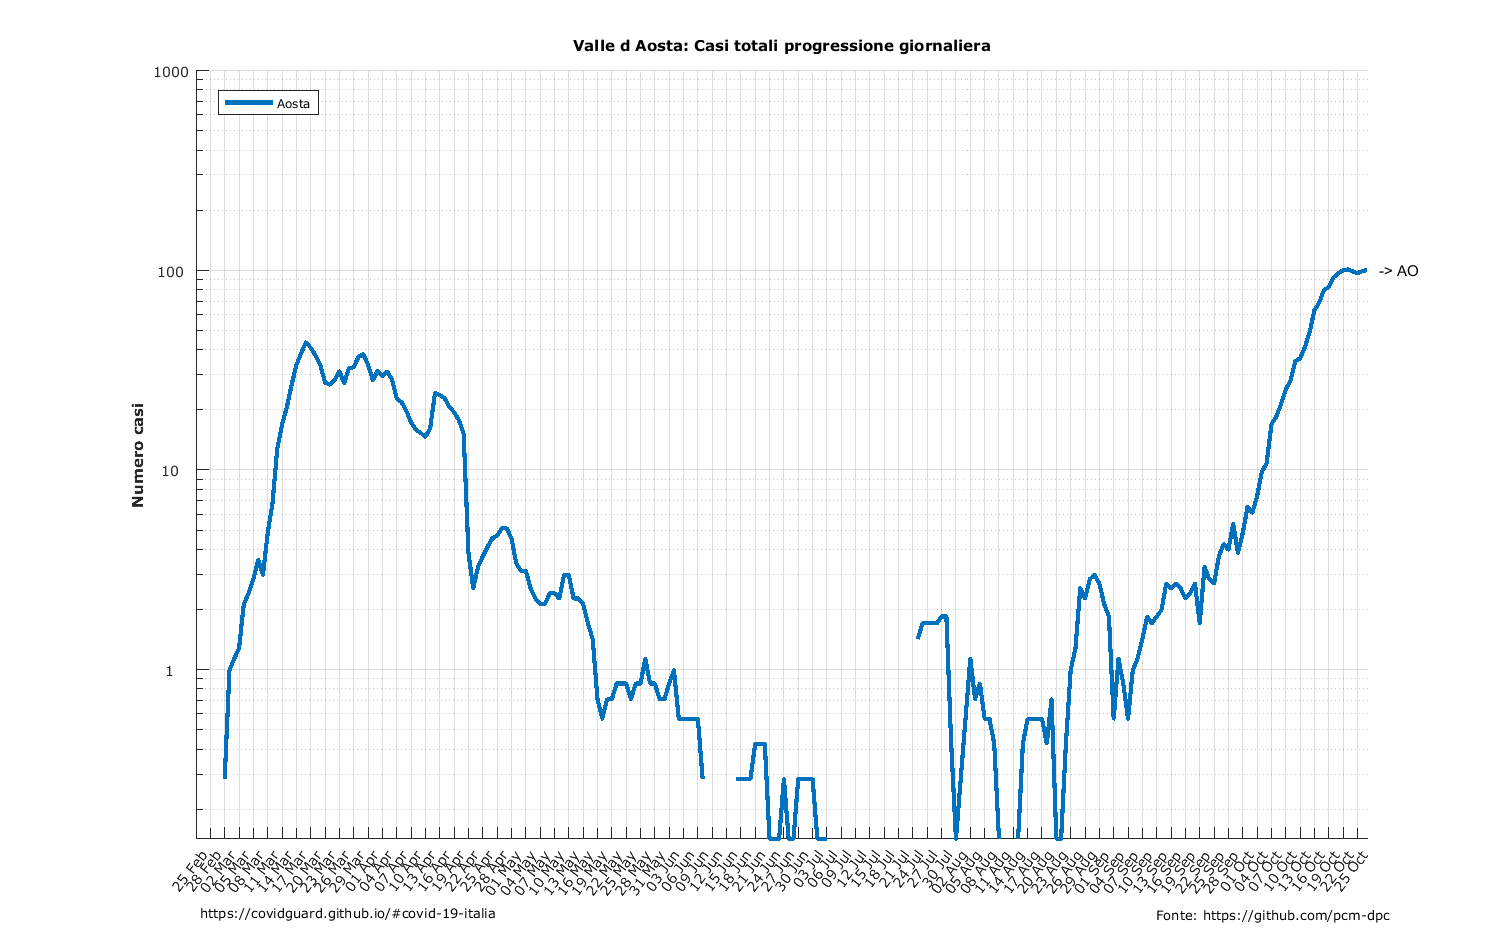 Valle d Aosta: Casi totali progressione giornaliera
1000
Aosta
100
-> AO
Numero casi
10
1
25 Feb
28 Feb
02 Mar
05 Mar
08 Mar
11 Mar
14 Mar
17 Mar
20 Mar
23 Mar
26 Mar
29 Mar
01 Apr
04 Apr
07 Apr
10 Apr
13 Apr
16 Apr
19 Apr
22 Apr
25 Apr
28 Apr
01 May
04 May
07 May
10 May
13 May
16 May
19 May
22 May
25 May
28 May
31 May
03 Jun
06 Jun
09 Jun
12 Jun
15 Jun
18 Jun
21 Jun
24 Jun
27 Jun
30 Jun
03 Jul
06 Jul
09 Jul
12 Jul
15 Jul
18 Jul
21 Jul
24 Jul
27 Jul
30 Jul
02 Aug
05 Aug
08 Aug
11 Aug
14 Aug
17 Aug
20 Aug
23 Aug
26 Aug
29 Aug
01 Sep
04 Sep
07 Sep
10 Sep
13 Sep
16 Sep
19 Sep
22 Sep
25 Sep
28 Sep
01 Oct
04 Oct
07 Oct
10 Oct
13 Oct
16 Oct
19 Oct
22 Oct
25 Oct
https://covidguard.github.io/#covid-19-italia
Fonte: https://github.com/pcm-dpc